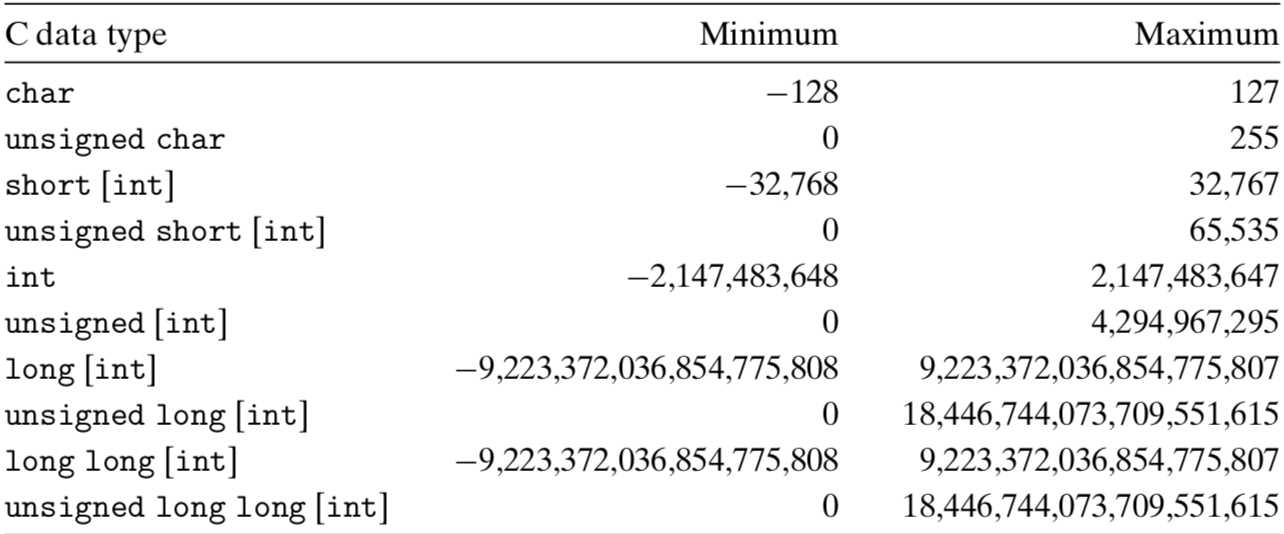 C data type Minimum Maximum
char −128 127
unsigned char 0 255
short [int] −32,768 32,767
unsigned short [int] 0 65,535
int −2,147,483,648 2,147,483,647
unsigned [int] 0 4,294,967,295
long [int] −9,223,372,036,854,775,808 9,223,372,036,854,775,807
unsigned long [int] 0 18,446,744,073,709,551,615
long long [int] −9,223,372,036,854,775,808 9,223,372,036,854,775,807
unsigned long long [int] 0 18,446,744,073,709,551,615